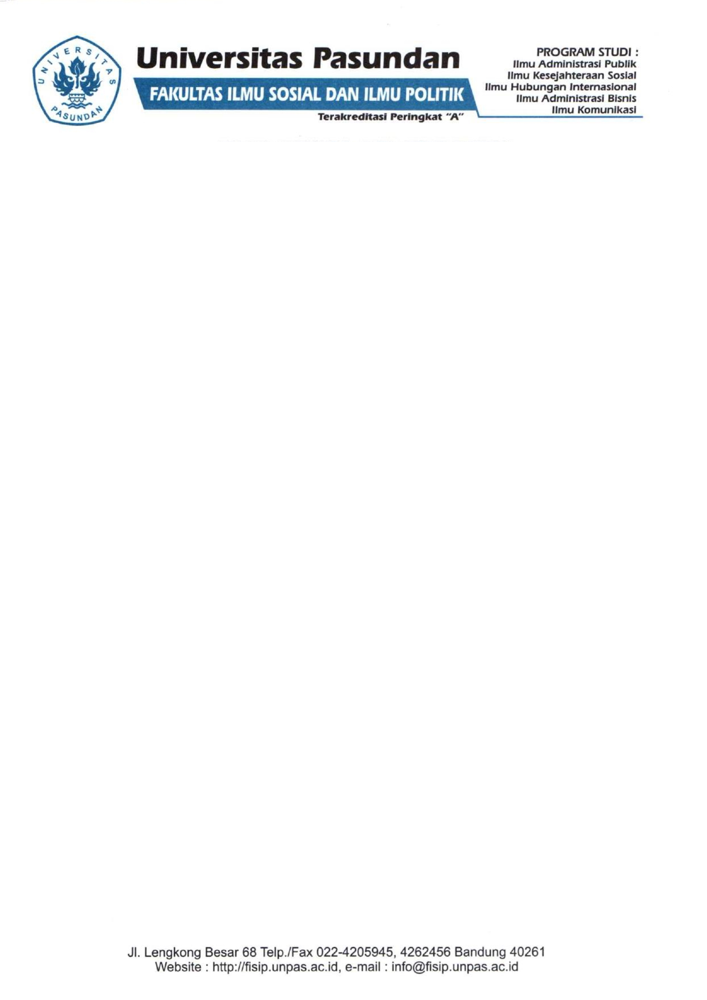 UNIVERSITAS
PASUNDAN
Universitas Pasundan
FAKULTAS ILMU SOSIAL DAN ILMU POLITIK
Terakreditasi Peringkat “A”
PROGRAM STUDI :
Ilmu Administrasi Publik
Ilmu Kesejahteraan Sosial
Ilmu Hubungan Internasional
Ilmu Administrasi Bisnis
Ilmu Komunikasi
Jl. Lengkong Besar 68 Telp./Fax 022-4205945, 4262456 Bandung 40261
Website : http://fisip.unpas.ac.id, e-mail : info@fisip.unpas.ac.id